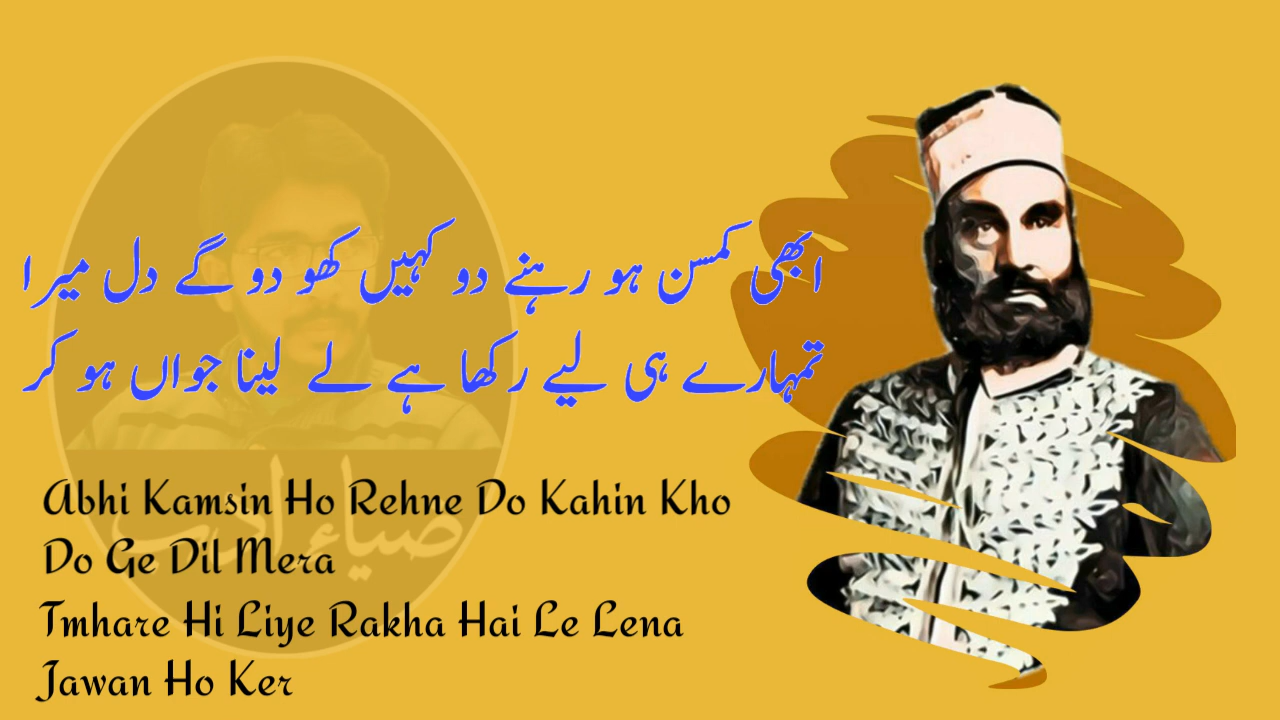 ابھی کمسن ہو رہنے دو کہیں کھو دو گے دل میرا
تمہارے ہی لیے رکھا ہے لے لینا جواں ہو کر
ضیاء ادب
Abhi Kamsin Ho Rehne Do Kahin Kho
Do Ge Dil Mera
Tmhare Hi Liye Rakha Hai Le Lena
Jawan Ho Ker